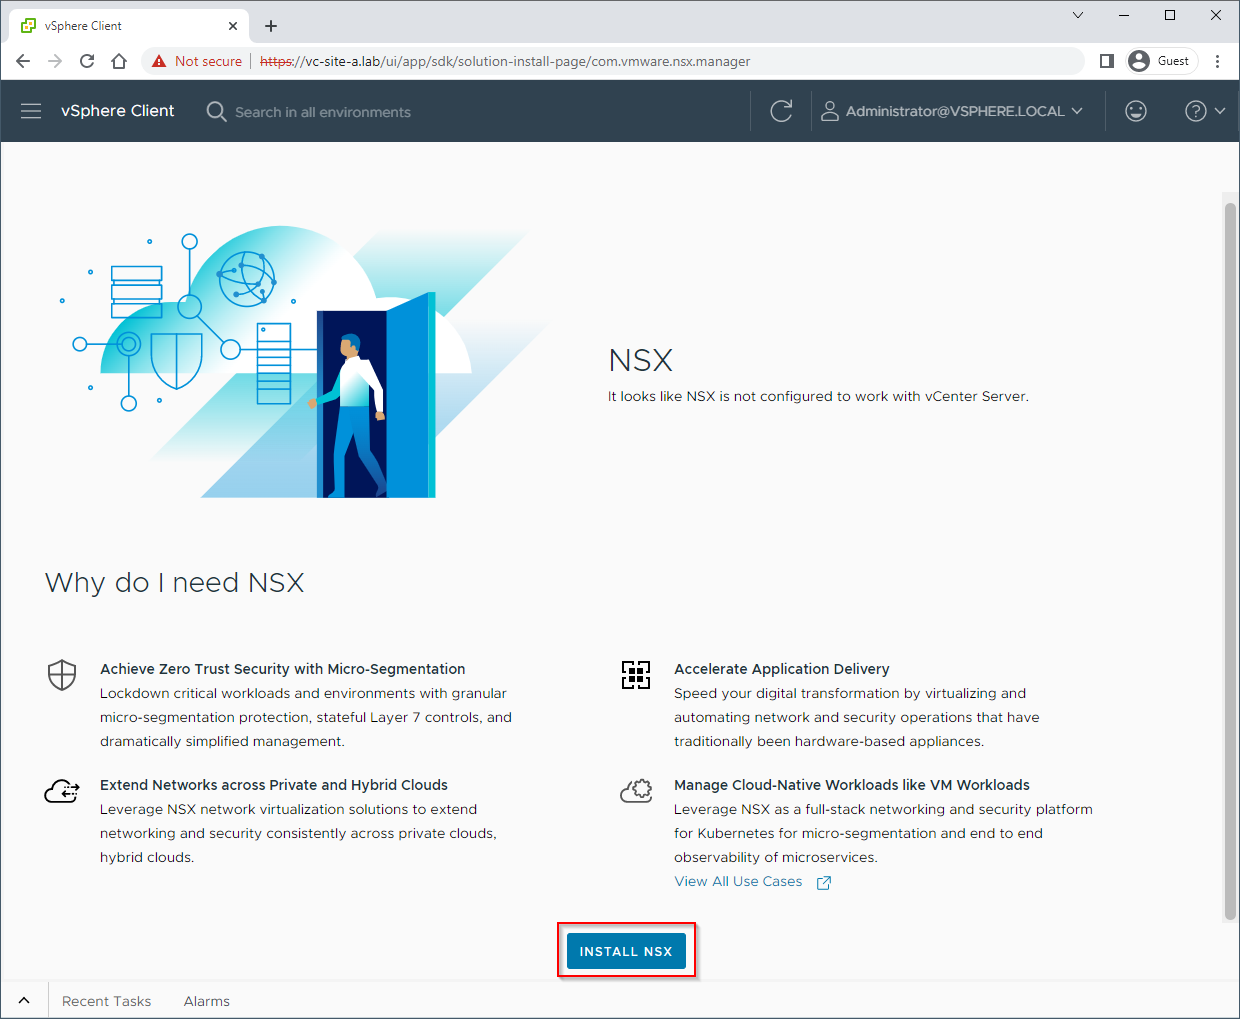 vSphere Client
Not secure
https://vc-site-a.lab/ui/app/sdk/solution-install-page/com.vmware.nsx.manager
Guest
vSphere Client
Search in all environments
Administrator@VSPHERE.LOCAL
NSX
It looks like NSX is not configured to work with vCenter Server.
Why do I need NSX
Achieve Zero Trust Security with Micro-Segmentation
Lockdown critical workloads and environments with granular
micro-segmentation protection, stateful Layer 7 controls, and
dramatically simplified management.
Accelerate Application Delivery
Speed your digital transformation by virtualizing and
automating network and security operations that have
traditionally been hardware-based appliances.
Extend Networks across Private and Hybrid Clouds
Leverage NSX network virtualization solutions to extend
networking and security consistently across private clouds,
hybrid clouds.
Manage Cloud-Native Workloads like VM Workloads
Leverage NSX as a full-stack networking and security platform
for Kubernetes for micro-segmentation and end to end
observability of microservices.
View All Use Cases
INSTALL NSX
Recent Tasks
Alarms